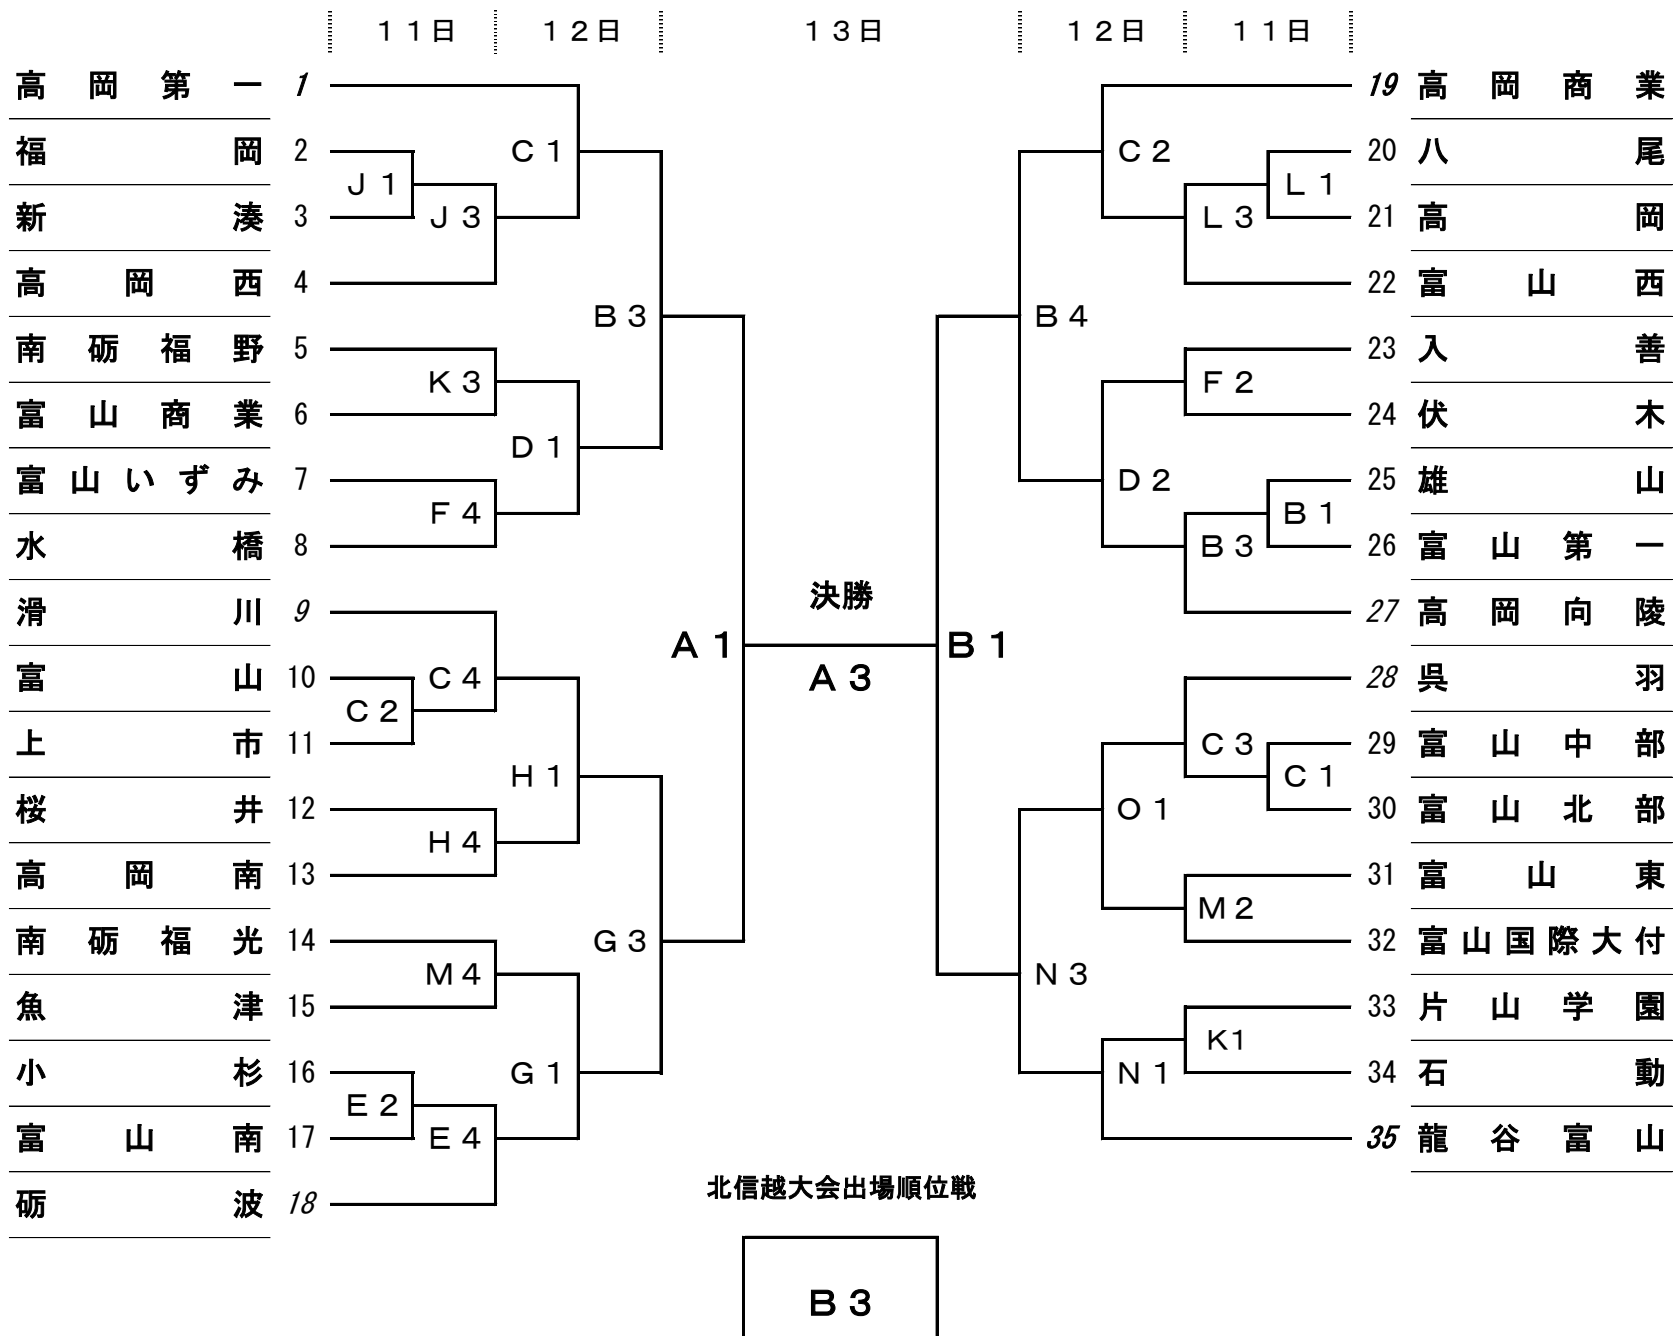 １１日 １２日 １３日 １２日 １１日
高岡第一 1
福岡 2
新湊 3
高岡西 4
南砺福野 5
富山商業 6
富山いずみ 7
水橋 8
滑川 9
富山 10
上市 11
桜井 12
高岡南 13
南砺福光 14
魚津 15
小杉 16
富山南 17
砺波 18
J1
J3
C1
K3
F4
D1
B3
C2
C4
H4
H1
M4
E2
E4
G1
G3
A1
決勝
A3
B1
B4
C2
L3
L1
F2
D2
B3
B1
N3
O1
C3
C1
M2
N1
K1
19 高岡商業
20 八尾
21 高岡
22 富山西
23 入善
24 伏木
25 雄山
26 富山第一
27 高岡向陵
28 呉羽
29 富山中部
30 富山北部
31 富山東
32 富山国際大付
33 片山学園
34 石動
35 龍谷富山
北信越大会出場順位戦
B3